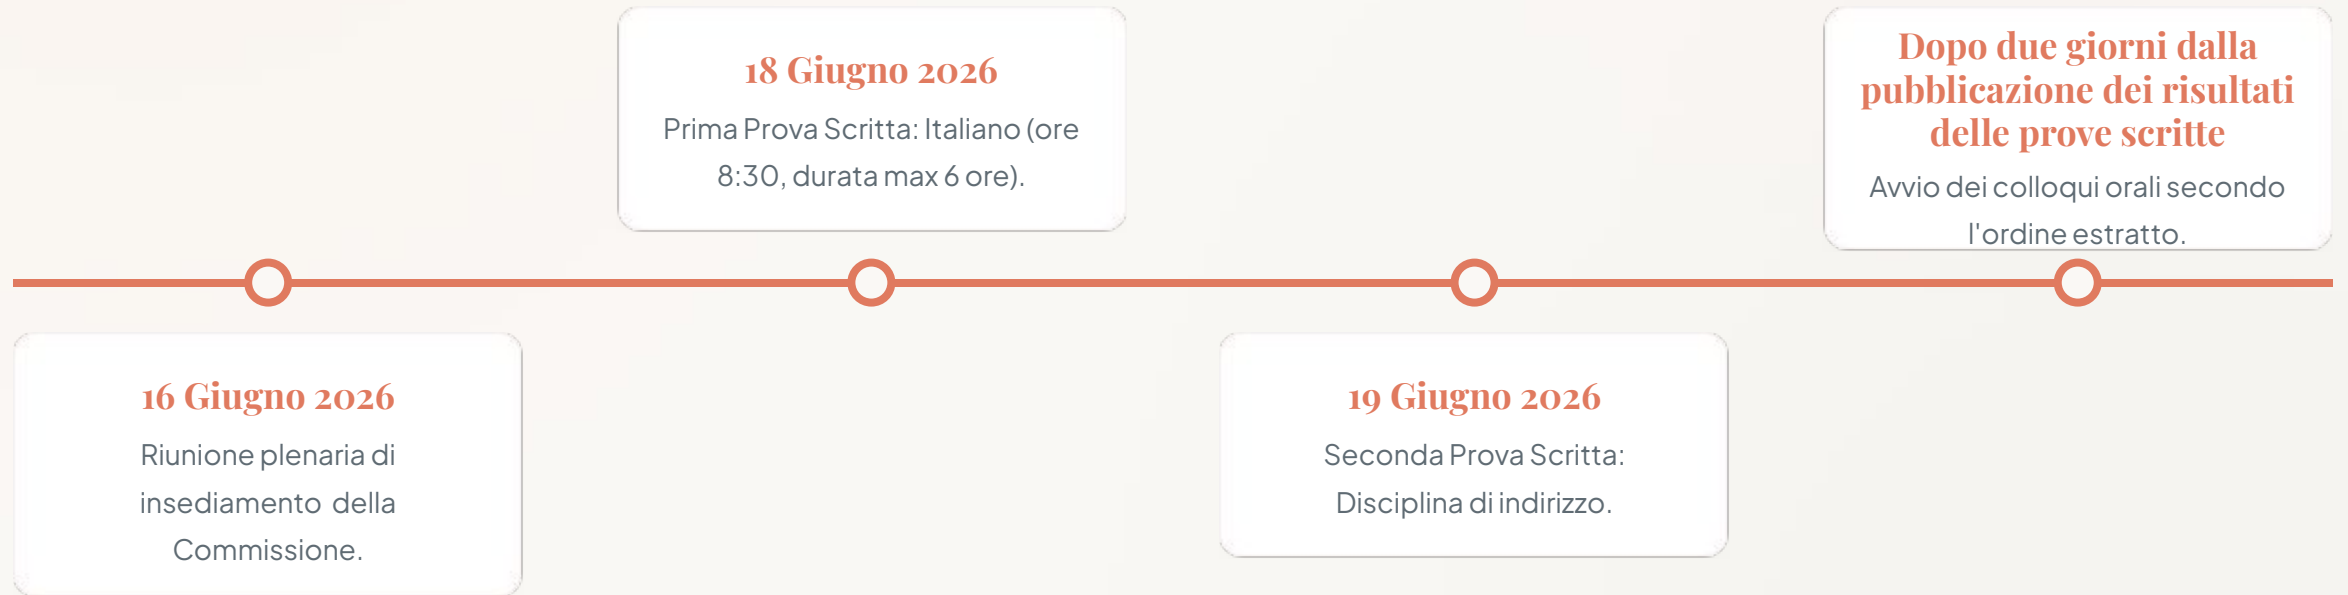 16 Giugno 2026
Riunione plenaria di
insediamento della
Commissione.
18 Giugno 2026
Prima Prova Scritta: Italiano (ore
8:30, durata max 6 ore).
19 Giugno 2026
Seconda Prova Scritta:
Disciplina di indirizzo.
Dopo due giorni dalla
pubblicazione dei risultati
delle prove scritte
Avvio dei colloqui orali secondo
l'ordine estratto.